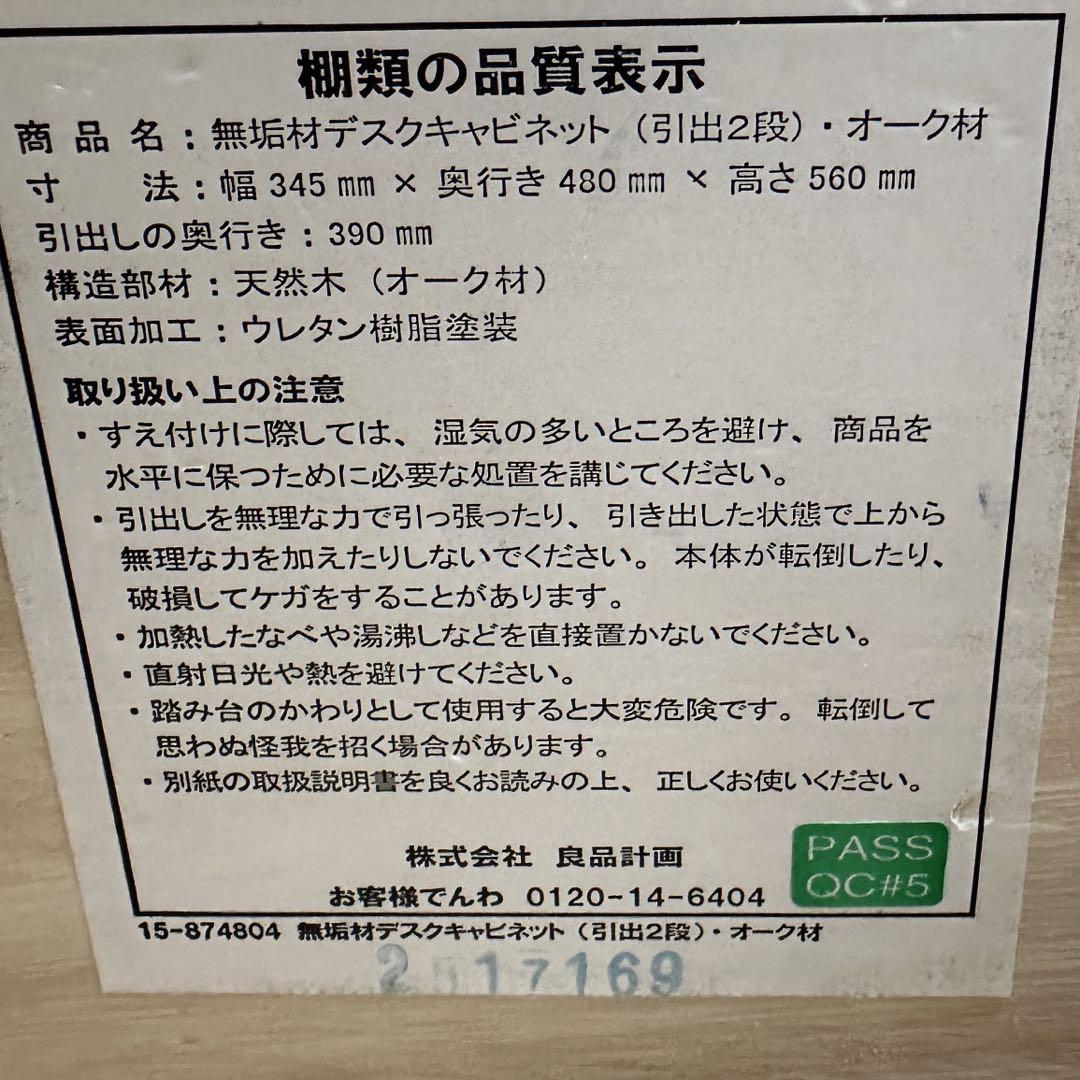 棚類の品質表示
商品名：無垢材デスクキャビネット（引出2段）・オーク材
寸法：幅345㎜×奥行き480㎜×高さ560㎜
引出しの奥行き：390㎜
構造部材：天然木（オーク材）
表面加工：ウレタン樹脂塗装
取り扱い上の注意
・すえ付けに際しては、湿気の多いところを避け、商品を
水平に保つために必要な処置を講じてください。
・引出しを無理な力で引っ張ったり、引き出した状態で上から
無理な力を加えたりしないでください。本体が転倒したり、
破損してケガをすることがあります。
・加熱したなべや湯沸しなどを直接置かないでください。
・直射日光や熱を避けてください。
・踏み台のかわりとして使用すると大変危険です。転倒して
思わぬ怪我を招く場合があります。
・別紙の取扱説明書を良くお読みの上、正しくお使いください。
株式会社 良品計画
お客様でんわ 0120-14-6404
PASS
QC#5
15-874804 無垢材デスクキャビネット（引出2段）・オーク材